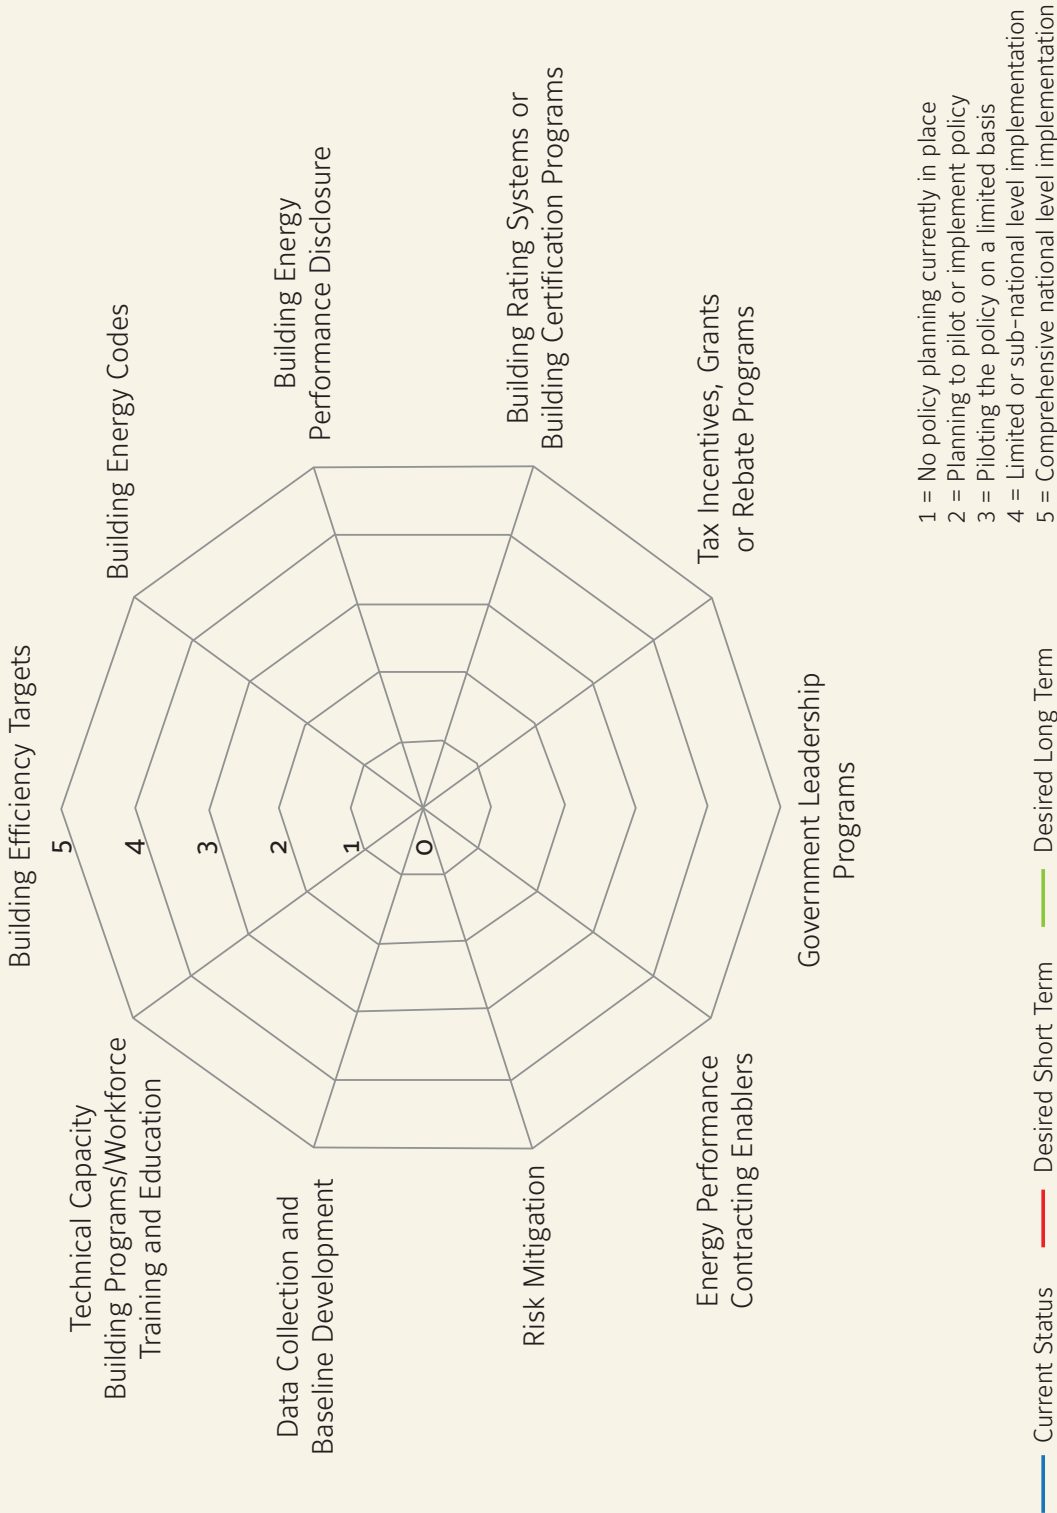 Building Efficiency Targets
5
4
3
2
1
0
Building Energy Codes
Building Energy
Performance Disclosure
Building Rating Systems or
Building Certification Programs
Tax Incentives, Grants
or Rebate Programs
Government Leadership
Programs
Energy Performance
Contracting Enablers
Risk Mitigation
Data Collection and
Baseline Development
Technical Capacity
Building Programs/Workforce
Training and Education
1 = No policy planning currently in place
2 = Planning to pilot or implement policy
3 = Piloting the policy on a limited basis
4 = Limited or sub-national level implementation
5 = Comprehensive national level implementation
Current Status
Desired Short Term
Desired Long Term